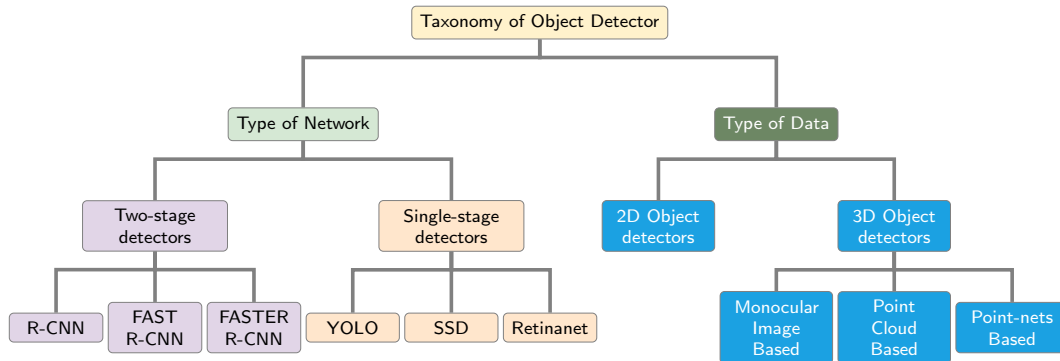 Taxonomy of Object Detector
Type of Network
Type of Data
Two-stage
detectors
Single-stage
detectors
2D Object
detectors
3D Object
detectors
R-CNN
FAST
R-CNN
FASTER
R-CNN
YOLO
SSD
Retinanet
Monocular
Image
Based
Point
Cloud
Based
Point-nets
Based